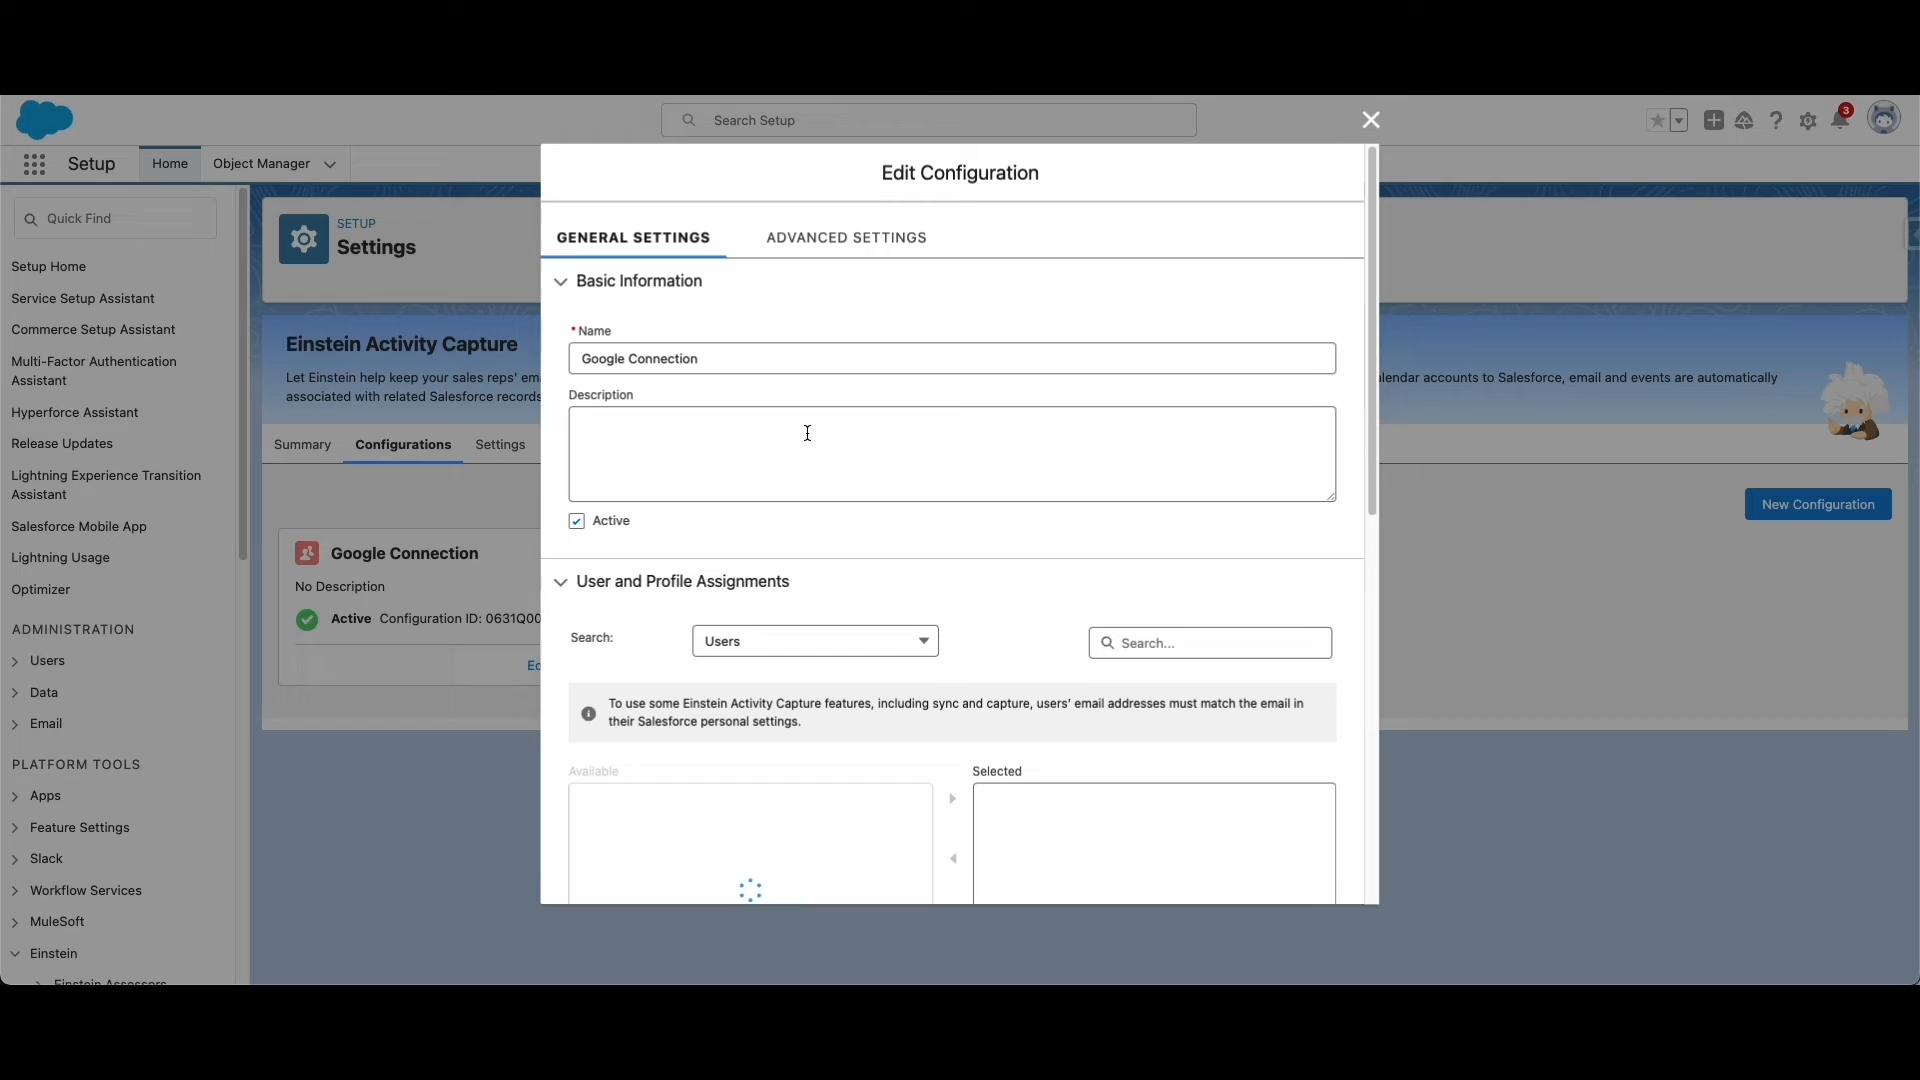 Search Setup
3
Setup
Home
Object Manager
Quick Find
Setup Home
Service Setup Assistant
Commerce Setup Assistant
Multi-Factor Authentication
Assistant
Hyperforce Assistant
Release Updates
Lightning Experience Transition
Assistant
Salesforce Mobile App
Lightning Usage
Optimizer
ADMINISTRATION
Users
Data
Email
PLATFORM TOOLS
Apps
Feature Settings
Slack
Workflow Services
MuleSoft
Einstein
Einstein Assessors
SETUP
Settings
Einstein Activity Capture
Let Einstein help keep your sales reps' em
associated with related Salesforce records
lendar accounts to Salesforce, email and events are automatically
Summary
Configurations
Settings
New Configuration
Google Connection
No Description
Active Configuration ID: 0631Q00
Ed
Edit Configuration
GENERAL SETTINGS
ADVANCED SETTINGS
Basic Information
* Name
Google Connection
Description
Active
User and Profile Assignments
Search:
Users
Search...
To use some Einstein Activity Capture features, including sync and capture, users' email addresses must match the email in
their Salesforce personal settings.
Available
Selected